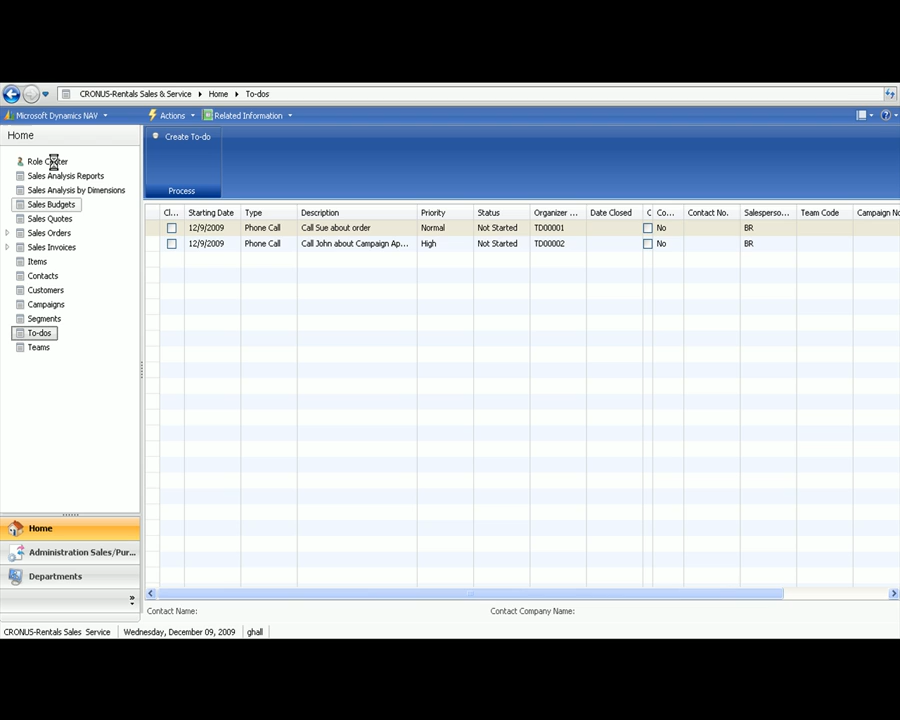 CRONUS-Rentals Sales & Service Home To-dos
Microsoft Dynamics NAV Actions Related Information
Home
Create To-do
Process
Role Center
Sales Analysis Reports
Sales Analysis by Dimensions
Sales Budgets
Sales Quotes
Sales Orders
Sales Invoices
Items
Contacts
Customers
Campaigns
Segments
To-dos
Teams
Cl... Starting Date Type Description Priority Status Organizer ... Date Closed C Co... Contact No. Salesperso... Team Code Campaign No
12/9/2009 Phone Call Call Sue about order Normal Not Started TD00001 No BR
12/9/2009 Phone Call Call John about Campaign Ap... High Not Started TD00002 No BR
Home
Administration Sales/Pur...
Departments
Contact Name: Contact Company Name:
CRONUS-Rentals Sales Service Wednesday, December 09, 2009 ghall